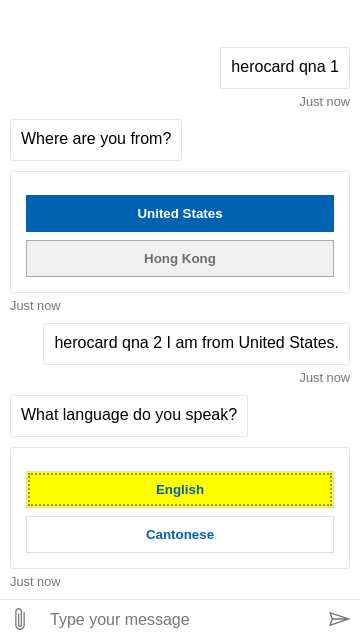 herocard qna 1
Just now
Where are you from?
United States
Hong Kong
Just now
herocard qna 2 I am from United States.
Just now
What language do you speak?
English
Cantonese
Just now
Type your message